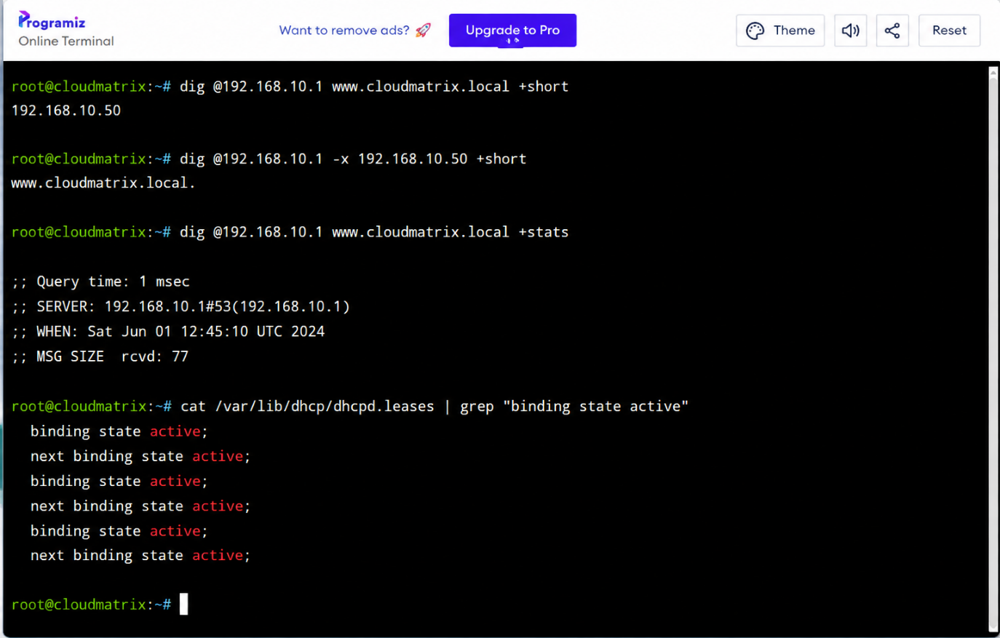 Programiz
Online Terminal
Want to remove ads? 🚀
Upgrade to Pro
Theme
Reset
root@cloudmatrix:~# dig @192.168.10.1 www.cloudmatrix.local +short
192.168.10.50
root@cloudmatrix:~# dig @192.168.10.1 -x 192.168.10.50 +short
www.cloudmatrix.local.
root@cloudmatrix:~# dig @192.168.10.1 www.cloudmatrix.local +stats
;; Query time: 1 msec
;; SERVER: 192.168.10.1#53(192.168.10.1)
;; WHEN: Sat Jun 01 12:45:10 UTC 2024
;; MSG SIZE  rcvd: 77
root@cloudmatrix:~# cat /var/lib/dhcp/dhcpd.leases | grep "binding state active"
binding state active;
next binding state active;
binding state active;
next binding state active;
binding state active;
next binding state active;
root@cloudmatrix:~#